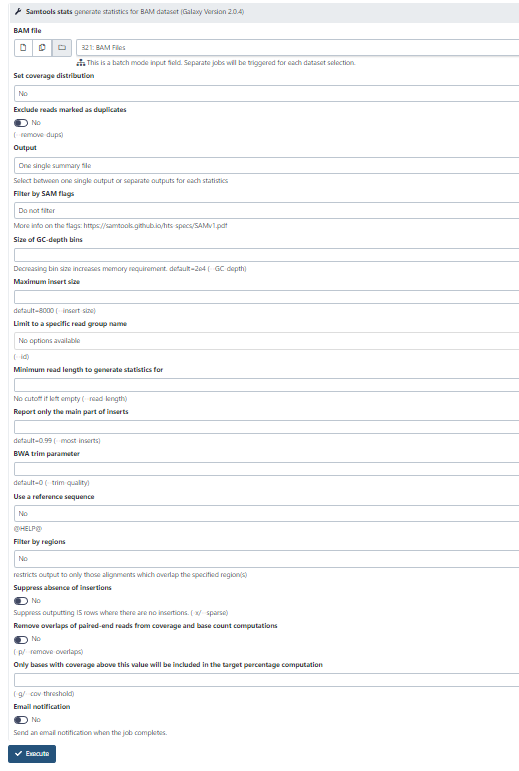 Samtools stats generate statistics for BAM dataset (Galaxy Version 2.0.4)
BAM file
321: BAM Files
This is a batch mode input field. Separate jobs will be triggered for each dataset selection.
Set coverage distribution
No
Exclude reads marked as duplicates
No
(--remove-dups)
Output
One single summary file
Select between one single output or separate outputs for each statistics
Filter by SAM flags
Do not filter
More info on the flags: https://samtools.github.io/hts-specs/SAMv1.pdf
Size of GC-depth bins
Decreasing bin size increases memory requirement. default=2e4 (--GC-depth)
Maximum insert size
default=8000 (--insert-size)
Limit to a specific read group name
No options available
(--id)
Minimum read length to generate statistics for
No cutoff if left empty (--read-length)
Report only the main part of inserts
default=0.99 (--most-inserts)
BWA trim parameter
default=0 (--trim-quality)
Use a reference sequence
No
@HELP@
Filter by regions
No
restricts output to only those alignments which overlap the specified region(s)
Suppress absence of insertions
No
Suppress outputting IS rows where there are no insertions. (-x/--sparse)
Remove overlaps of paired-end reads from coverage and base count computations
No
(-p/--remove-overlaps)
Only bases with coverage above this value will be included in the target percentage computation
(-g/--cov-threshold)
Email notification
No
Send an email notification when the job completes.
Execute